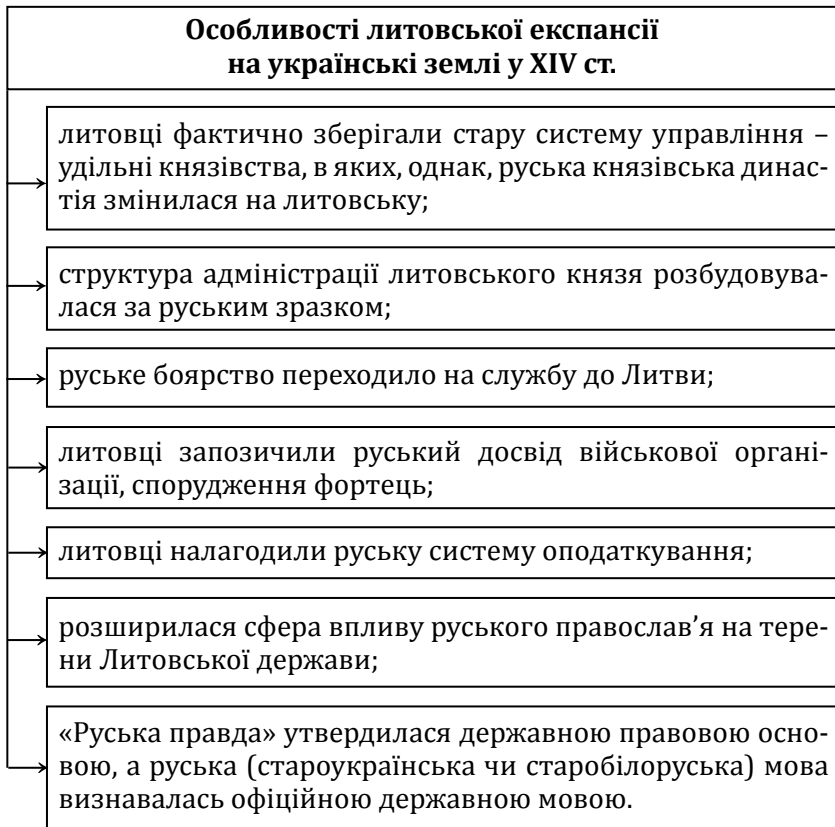 Особливості литовської експансії
на українські землі у XIV ст.
литовці фактично зберігали стару систему управління –
удільні князівства, в яких, однак, руська князівська динас-
тія змінилася на литовську;
структура адміністрації литовського князя розбудовува-
лася за руським зразком;
руське боярство переходило на службу до Литви;
литовці запозичили руський досвід військової органі-
зації, спорудження фортець;
литовці налагодили руську систему оподаткування;
розширилася сфера впливу руського православ’я на тере-
ни Литовської держави;
«Руська правда» утвердилася державною правовою осно-
вою, а руська (староукраїнська чи старобілоруська) мова
визнавалась офіційною державною мовою.